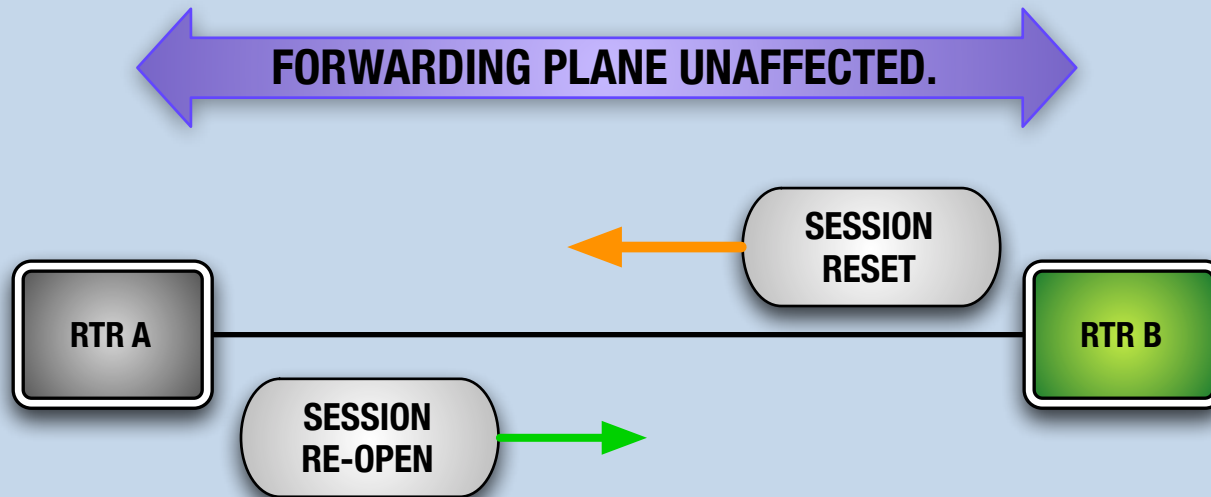 FORWARDING PLANE UNAFFECTED.
SESSION
RESET
RTR A
RTR B
SESSION
RE-OPEN